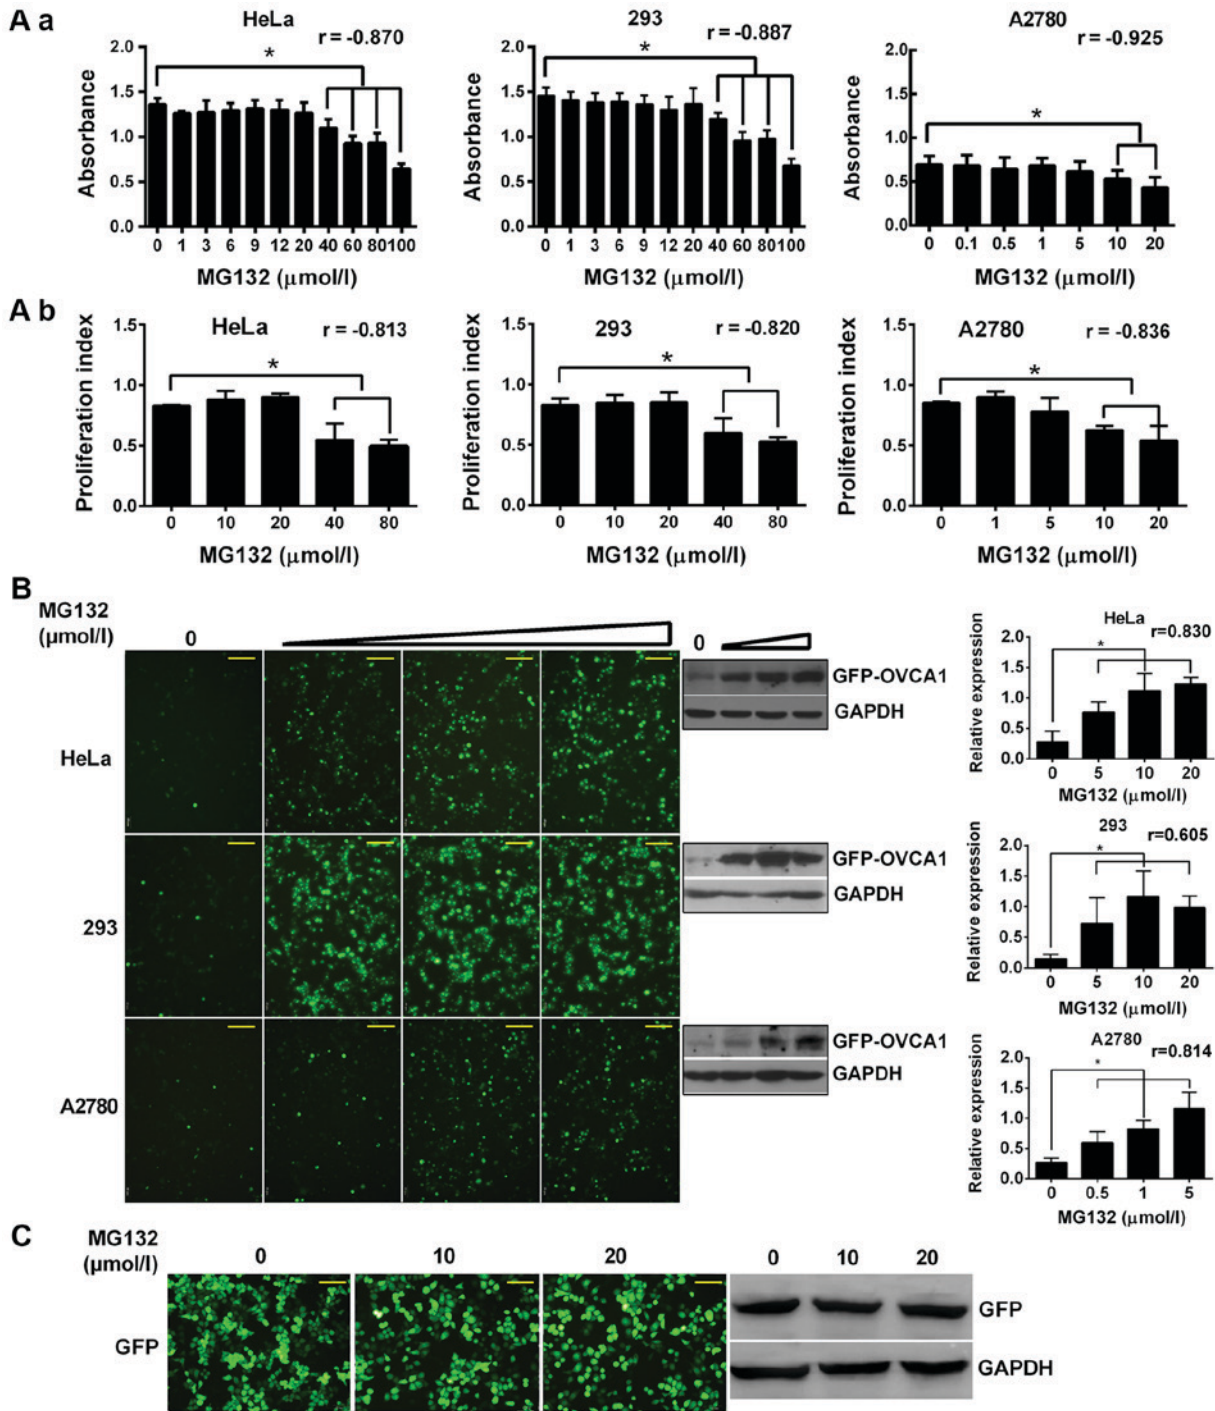 A a
HeLa
r = -0.870
*
2.0
1.5
1.0
0.5
0.0
Absorbance
0 1 3 6 9 12 20 40 60 80 100
MG132 (μmol/l)
293
r = -0.887
*
2.0
1.5
1.0
0.5
0.0
Absorbance
0 1 3 6 9 12 20 40 60 80 100
MG132 (μmol/l)
A2780
r = -0.925
*
2.0
1.5
1.0
0.5
0.0
Absorbance
0 0.1 0.5 1 5 10 20
MG132 (μmol/l)
A b
HeLa
r = -0.813
*
1.5
1.0
0.5
0.0
Proliferation index
0 10 20 40 80
MG132 (μmol/l)
293
r = -0.820
*
1.5
1.0
0.5
0.0
Proliferation index
0 10 20 40 80
MG132 (μmol/l)
A2780
r = -0.836
*
1.5
1.0
0.5
0.0
Proliferation index
0 1 5 10 20
MG132 (μmol/l)
B
MG132
(μmol/l)
0
0
HeLa
GFP-OVCA1
GAPDH
293
GFP-OVCA1
GAPDH
A2780
GFP-OVCA1
GAPDH
HeLa
r=0.830
*
2.0
1.5
1.0
0.5
0.0
Relative expression
0 5 10 20
MG132 (μmol/l)
293
r=0.605
*
2.0
1.5
1.0
0.5
0.0
Relative expression
0 5 10 20
MG132 (μmol/l)
A2780
r=0.814
*
2.0
1.5
1.0
0.5
0.0
Relative expression
0 0.5 1 5
MG132 (μmol/l)
C
MG132
(μmol/l)
0 10 20
0 10 20
GFP
GFP
GAPDH